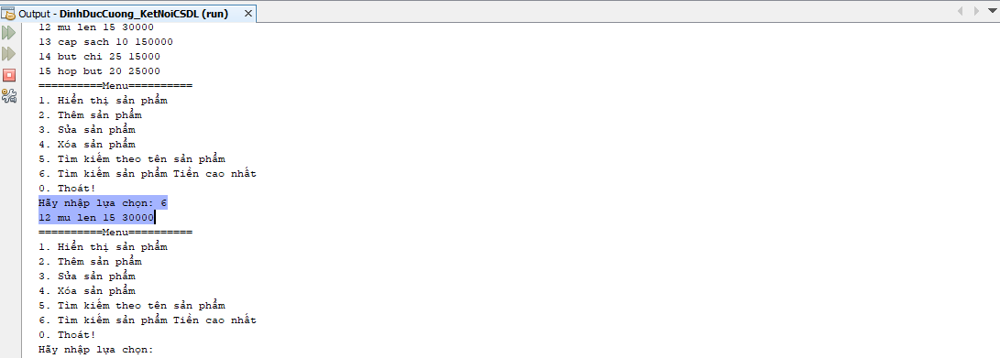 Output - DinhDucCuong_KetNoiCSDL (run)
12 mu len 15 30000
13 cap sach 10 150000
14 but chi 25 15000
15 hop but 20 25000
==========Menu==========
1. Hiển thị sản phẩm
2. Thêm sản phẩm
3. Sửa sản phẩm
4. Xóa sản phẩm
5. Tìm kiếm theo tên sản phẩm
6. Tìm kiếm sản phẩm Tiền cao nhất
0. Thoát!
Hãy nhập lựa chọn: 6
12 mu len 15 30000
==========Menu==========
1. Hiển thị sản phẩm
2. Thêm sản phẩm
3. Sửa sản phẩm
4. Xóa sản phẩm
5. Tìm kiếm theo tên sản phẩm
6. Tìm kiếm sản phẩm Tiền cao nhất
0. Thoát!
Hãy nhập lựa chọn: